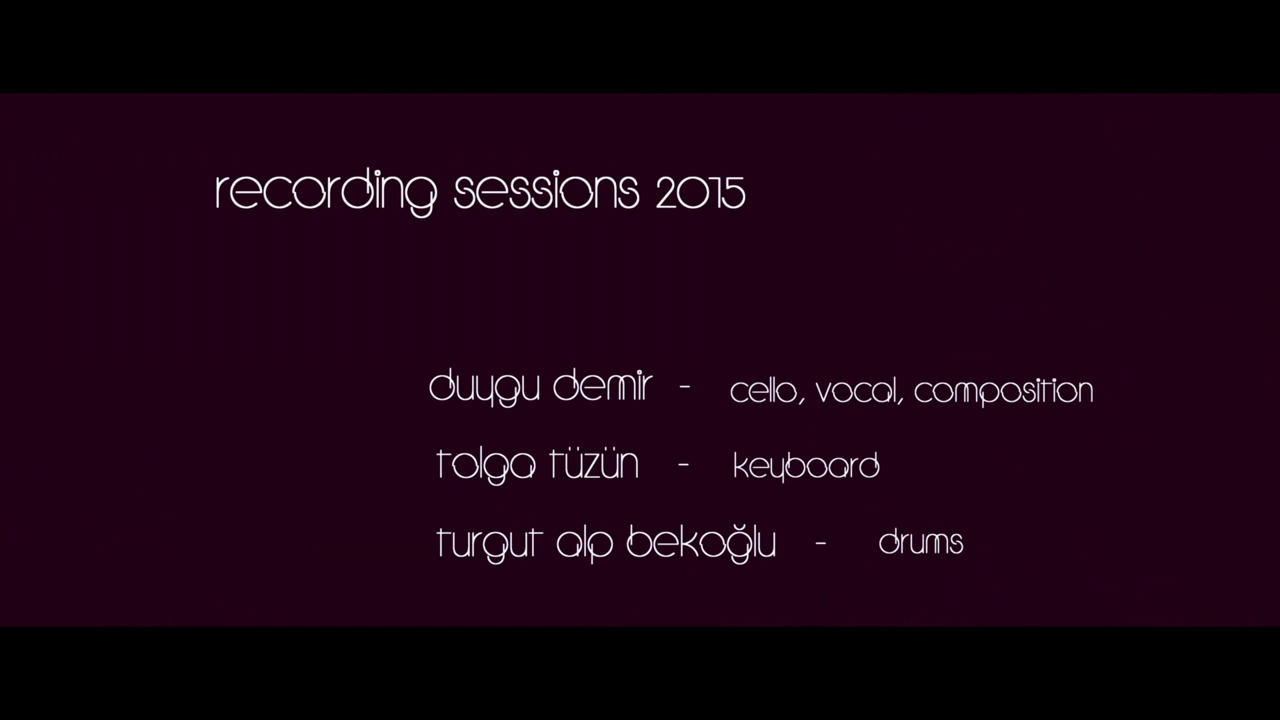 recording sessions 2015
duygu demir - cello, vocal, composition
tolga tüzün - keyboard
turgut alp bekoğlu - drums